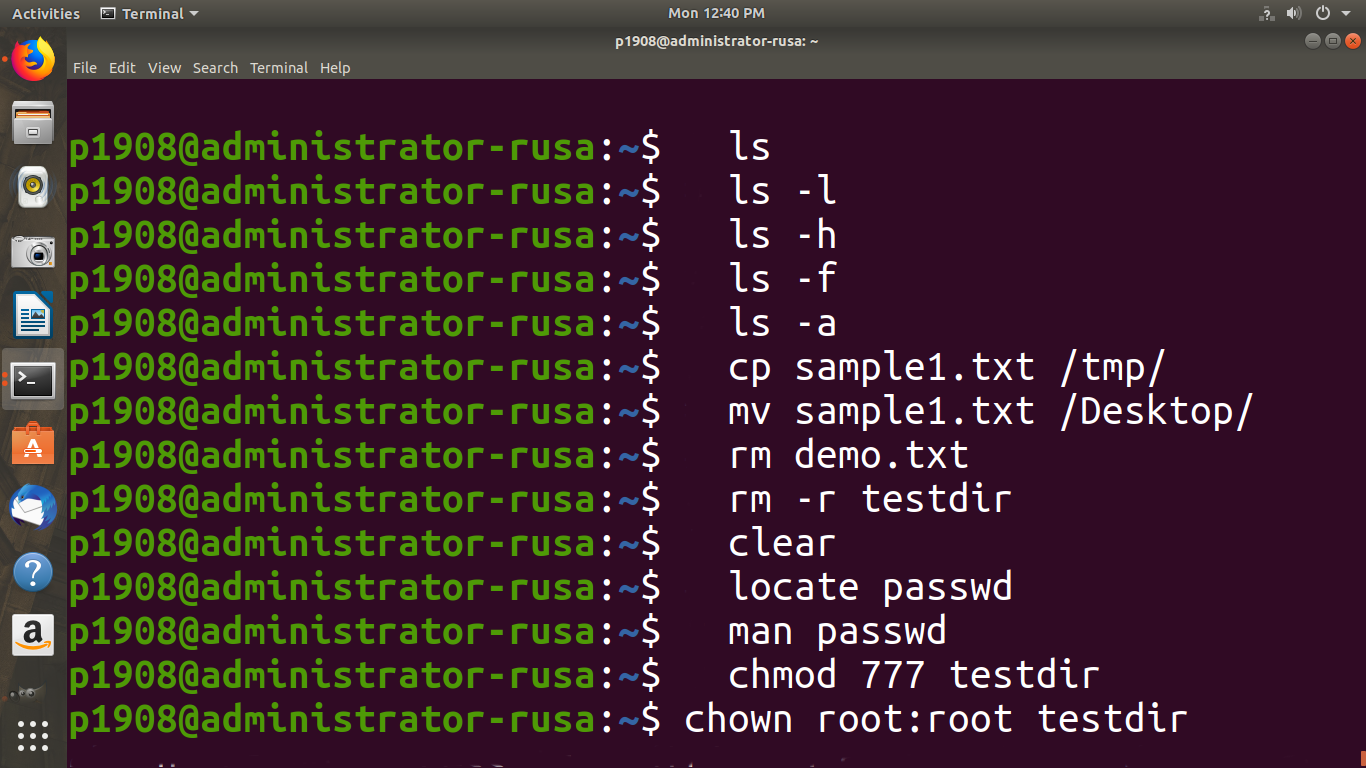 Activities Terminal Mon 12:40 PM
p1908@administrator-rusa: ~
File Edit View Search Terminal Help
p1908@administrator-rusa:~$ ls
p1908@administrator-rusa:~$ ls -l
p1908@administrator-rusa:~$ ls -h
p1908@administrator-rusa:~$ ls -f
p1908@administrator-rusa:~$ ls -a
p1908@administrator-rusa:~$ cp sample1.txt /tmp/
p1908@administrator-rusa:~$ mv sample1.txt /Desktop/
p1908@administrator-rusa:~$ rm demo.txt
p1908@administrator-rusa:~$ rm -r testdir
p1908@administrator-rusa:~$ clear
p1908@administrator-rusa:~$ locate passwd
p1908@administrator-rusa:~$ man passwd
p1908@administrator-rusa:~$ chmod 777 testdir
p1908@administrator-rusa:~$ chown root:root testdir